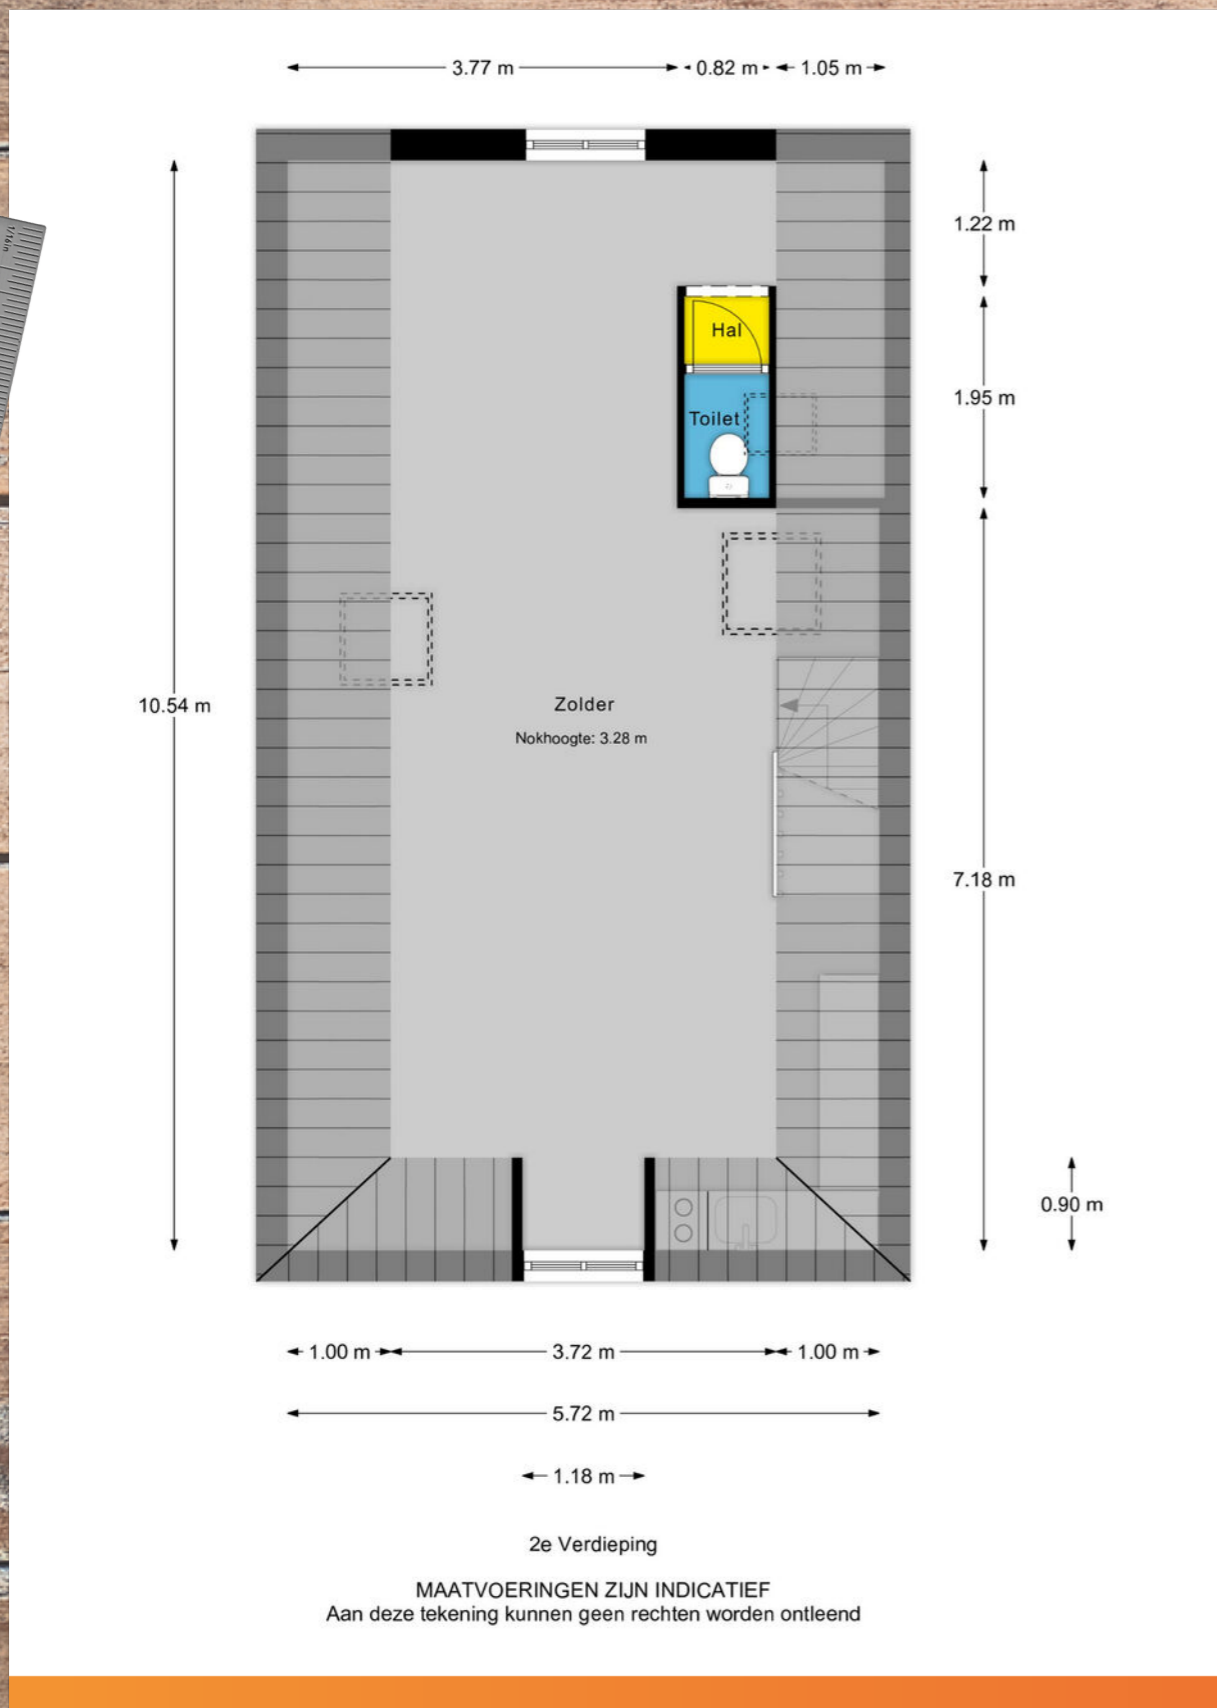 3.77 m
0.82 m
1.05 m
1/16in
1.22 m
Hal
1.95 m
Toilet
10.54 m
Zolder
Nokhoogte: 3.28 m
7.18 m
0.90 m
1.00 m
3.72 m
1.00 m
5.72 m
1.18 m
2e Verdieping
MAATVOERINGEN ZIJN INDICATIEF
Aan deze tekening kunnen geen rechten worden ontleend